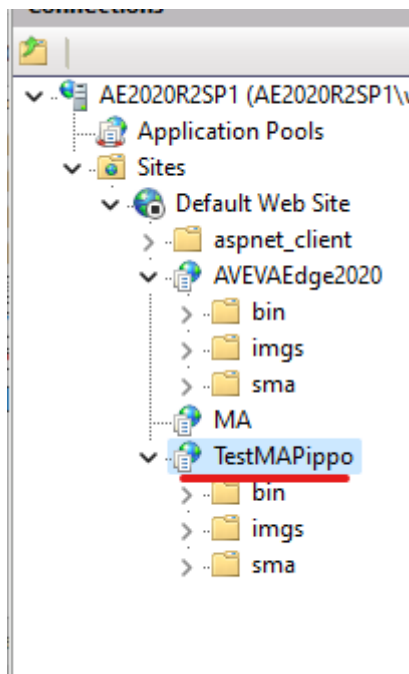 Connections
AE2020R2SP1 (AE2020R2SP1\
Application Pools
Sites
Default Web Site
aspnet_client
AVEVAEdge2020
bin
imgs
sma
MA
TestMAPippo
bin
imgs
sma